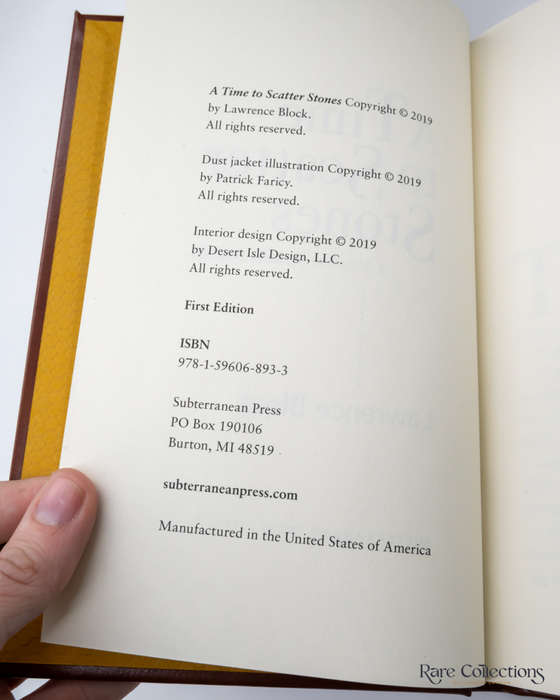 A Time to Scatter Stones Copyright © 2019
by Lawrence Block.
All rights reserved.
Dust jacket illustration Copyright © 2019
by Patrick Faricy.
All rights reserved.
Interior design Copyright © 2019
by Desert Isle Design, LLC.
All rights reserved.
First Edition
ISBN
978-1-59606-893-3
Subterranean Press
PO Box 190106
Burton, MI 48519
subterraneanpress.com
Manufactured in the United States of America
Rare Collections